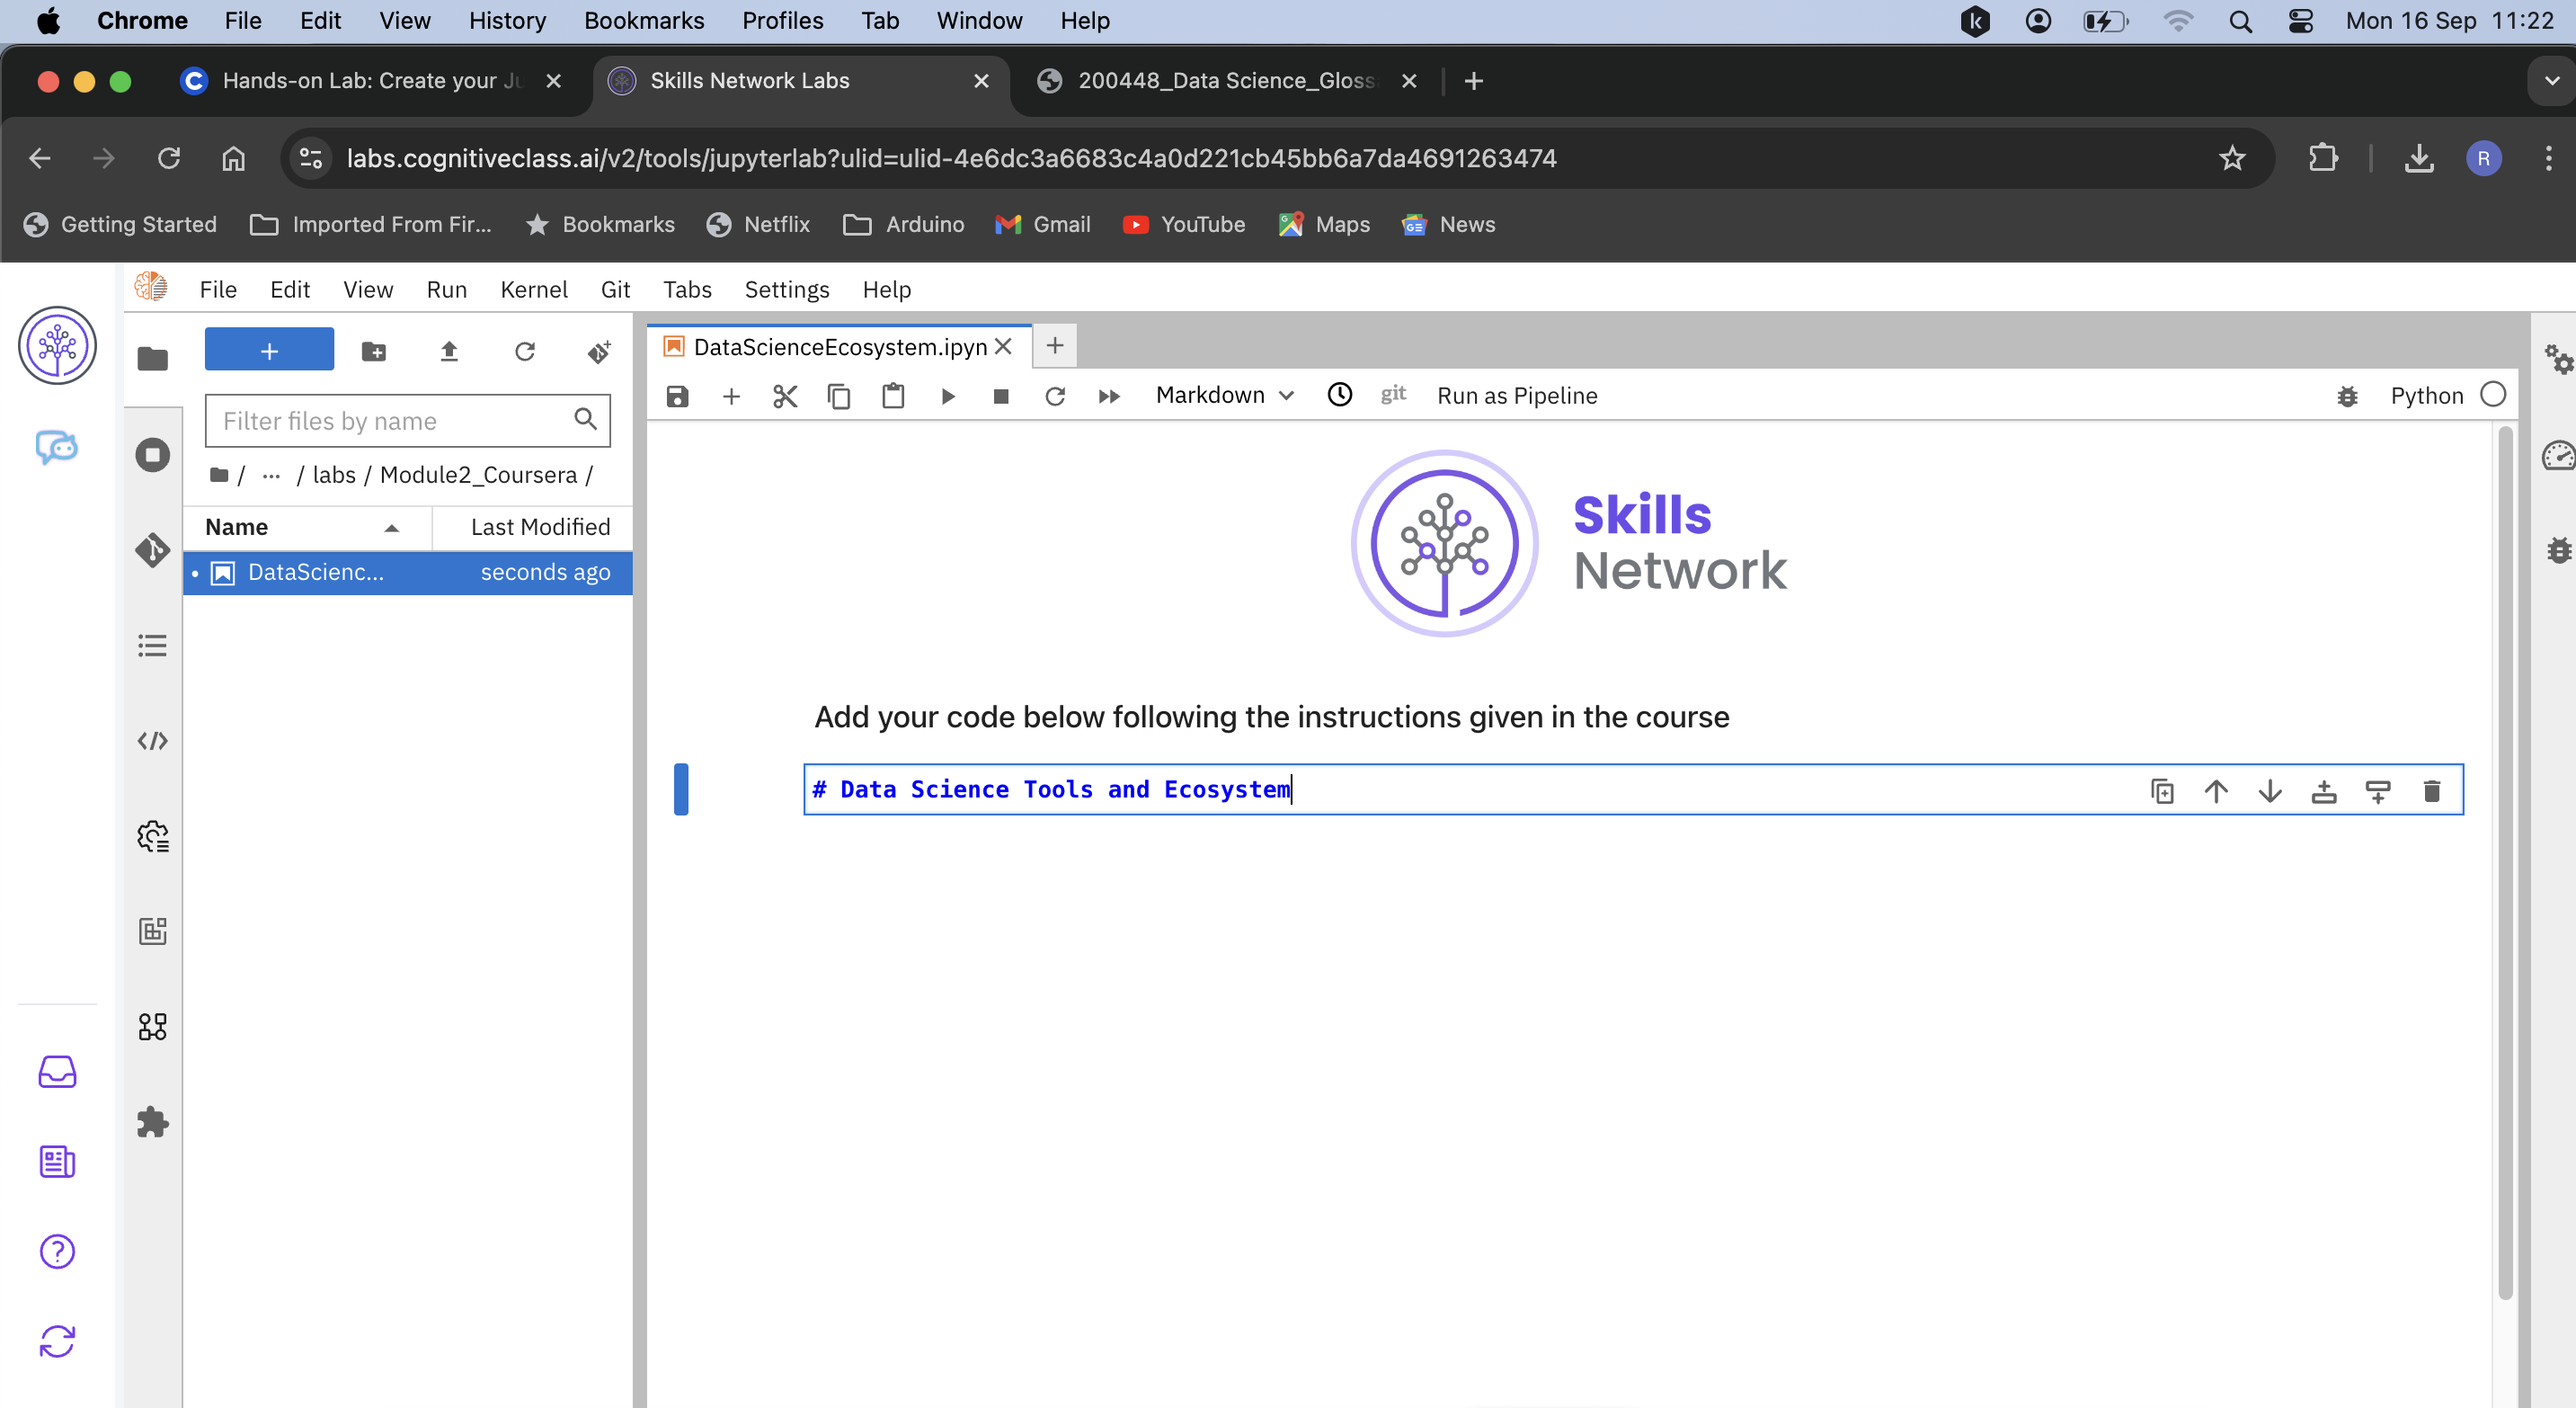 Chrome File Edit View History Bookmarks Profiles Tab Window Help Mon 16 Sep 11:22
Hands-on Lab: Create your Ju Skills Network Labs 200448_Data Science_Gloss
labs.cognitiveclass.ai/v2/tools/jupyterlab?ulid=ulid-4e6dc3a6683c4a0d221cb45bb6a7da4691263474 R
Getting Started Imported From Fir... Bookmarks Netflix Arduino Gmail YouTube Maps News
File Edit View Run Kernel Git Tabs Settings Help
DataScienceEcosystem.ipyn
Markdown git Run as Pipeline Python
Filter files by name
/ ... / labs / Module2_Coursera /
Name Last Modified
DataScienc... seconds ago
Skills
Network
Add your code below following the instructions given in the course
# Data Science Tools and Ecosystem